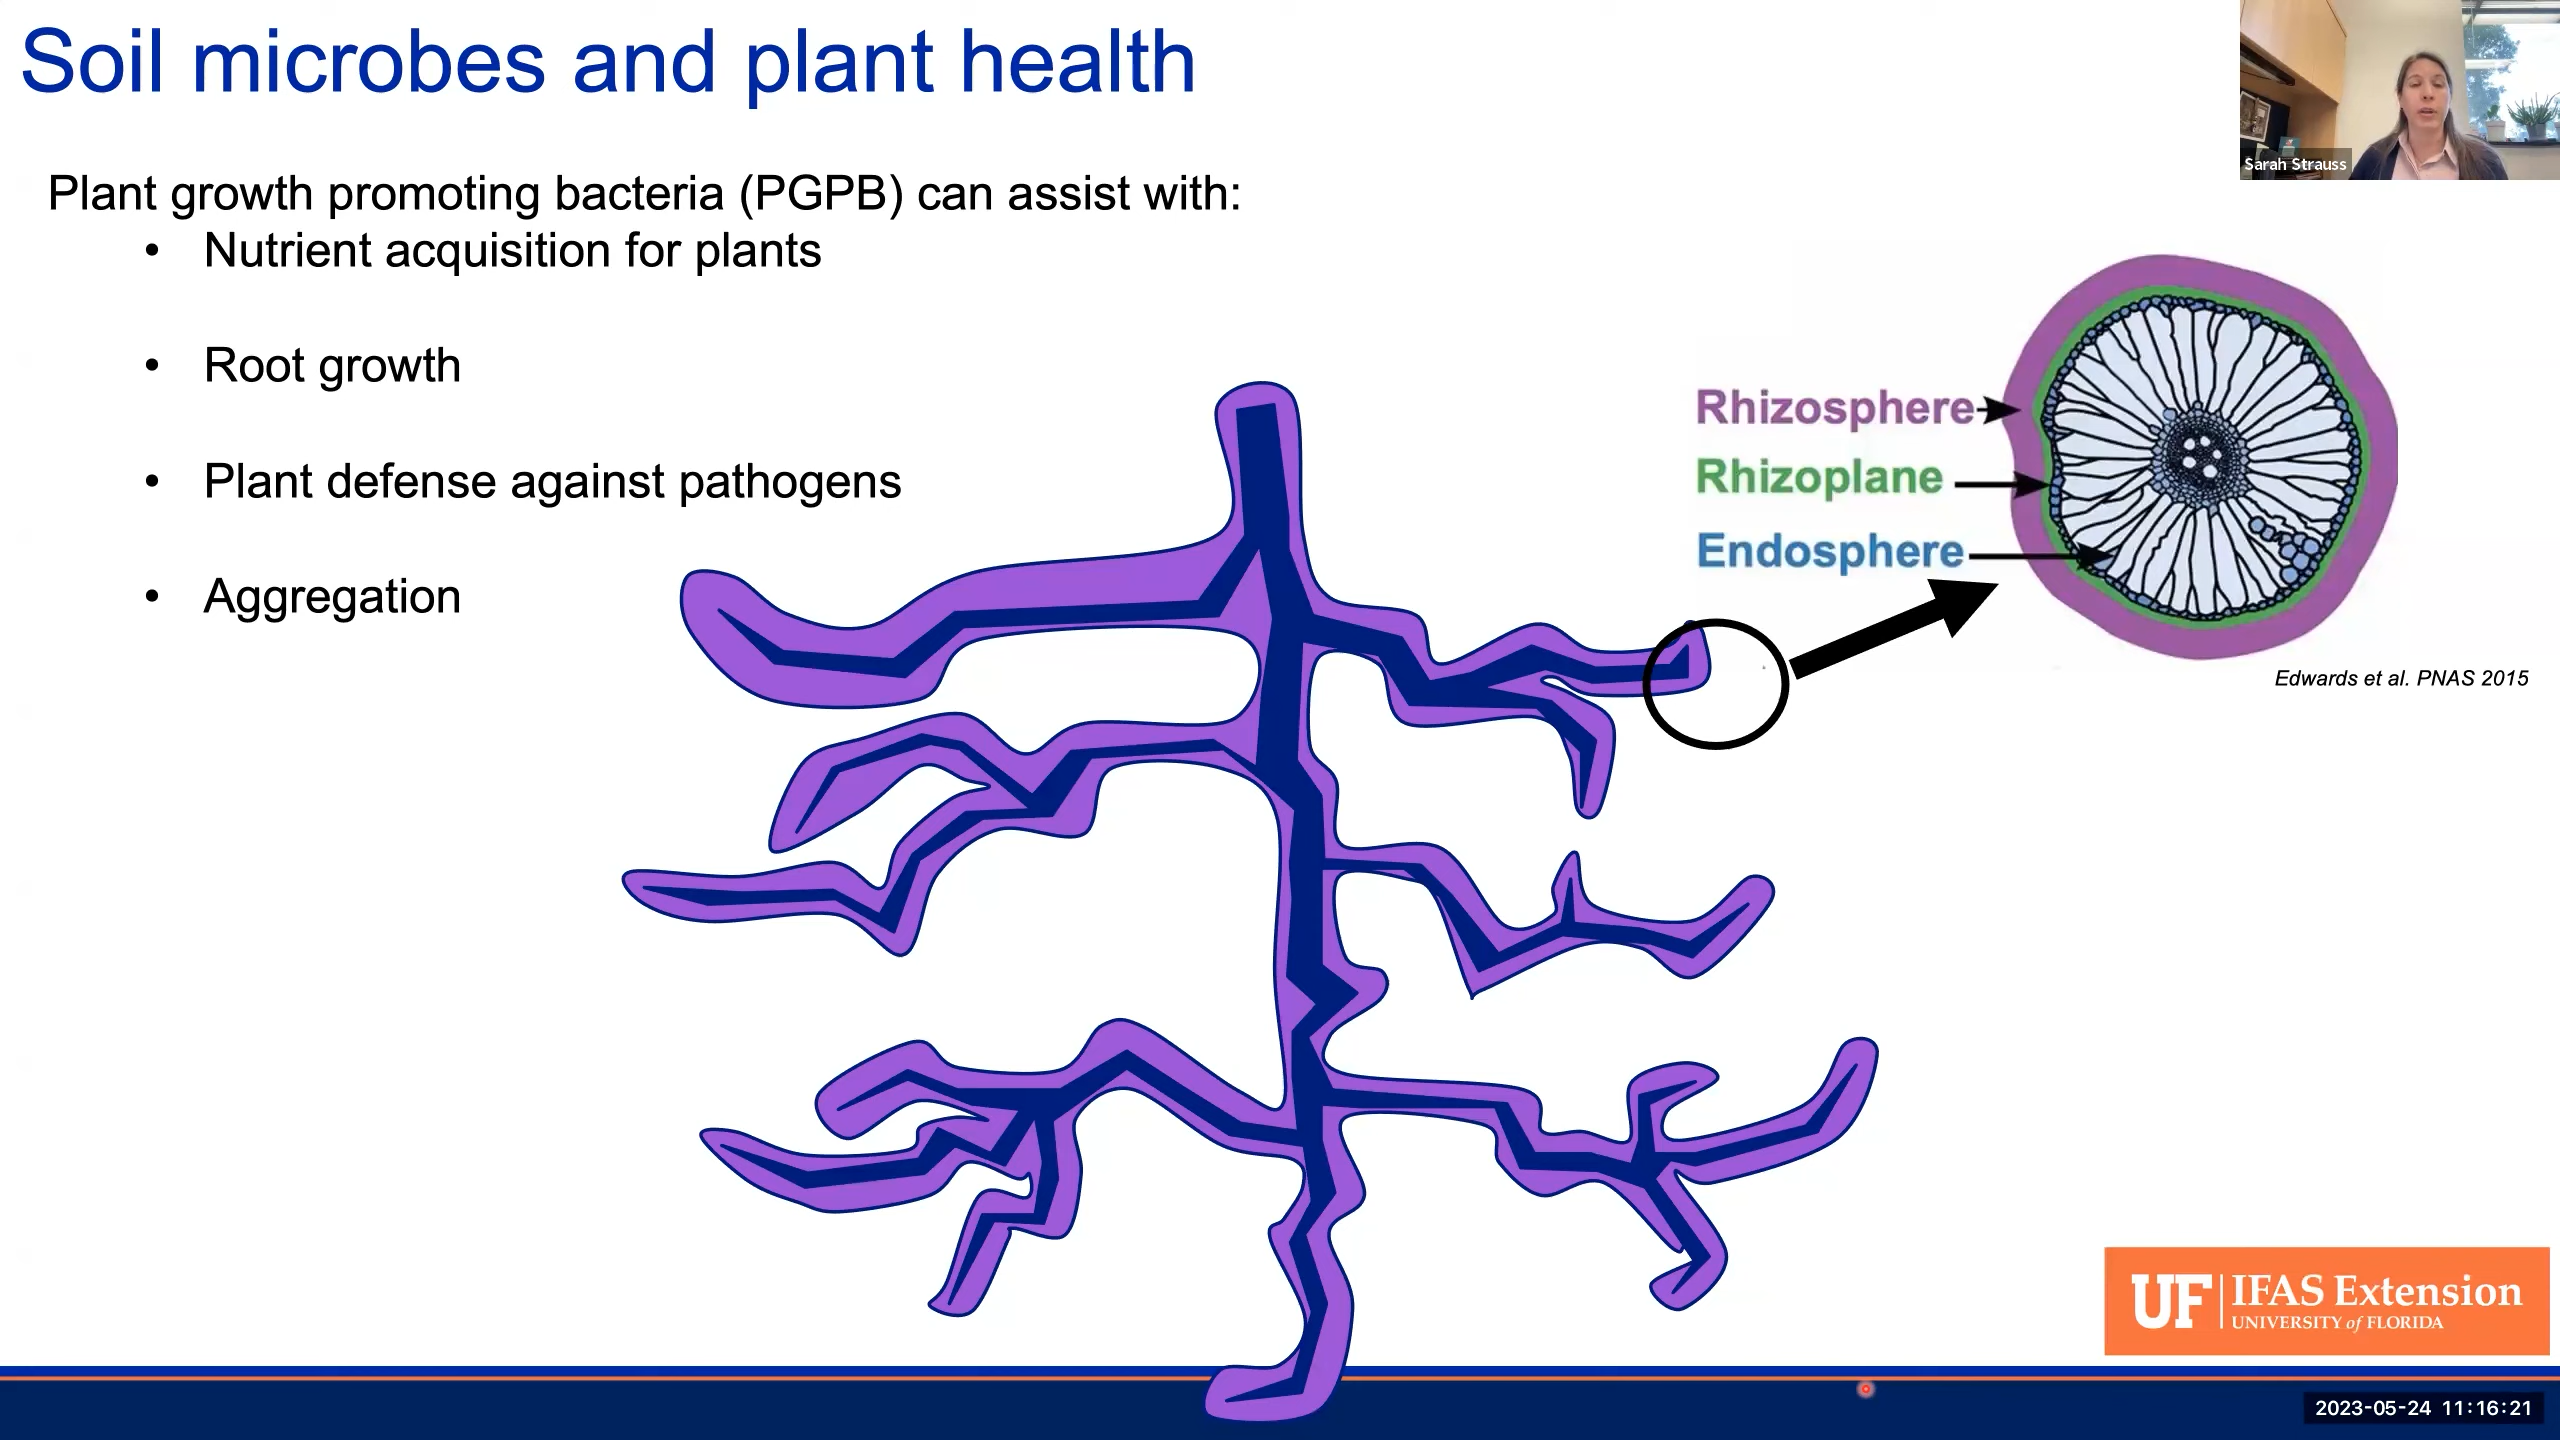 Soil microbes and plant health
Sarah Strauss
Plant growth promoting bacteria (PGPB) can assist with:
• Nutrient acquisition for plants
• Root growth
• Plant defense against pathogens
• Aggregation
Rhizosphere
Rhizoplane
Endosphere
Edwards et al. PNAS 2015
UF IFAS Extension
UNIVERSITY of FLORIDA
2023-05-24 11:16:21